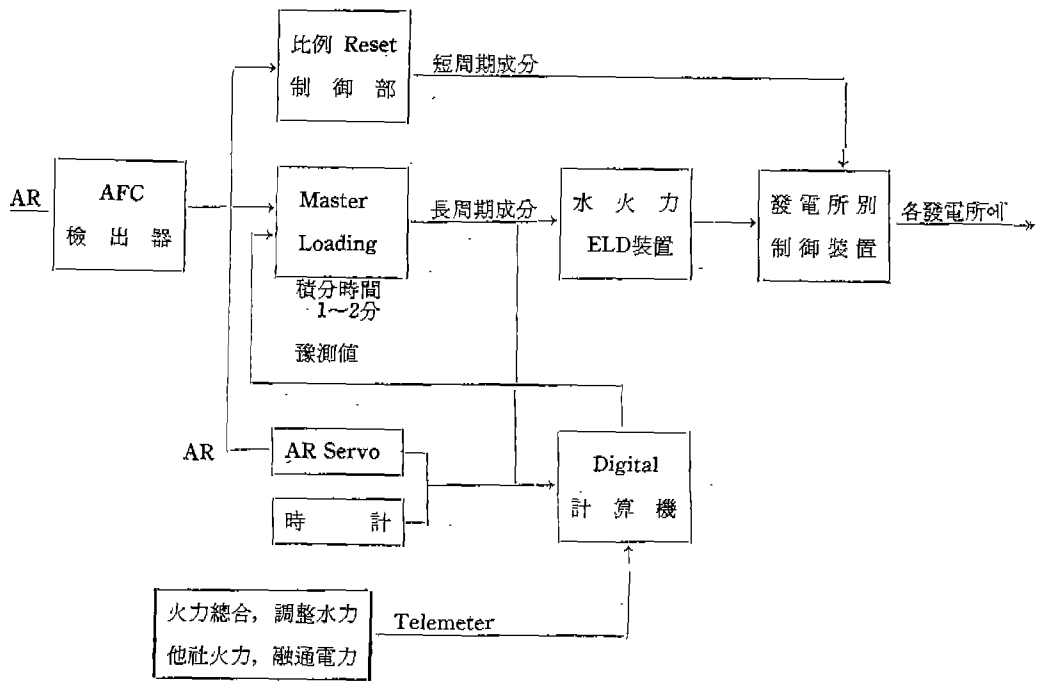 比例 Reset
制御部
短周期成分
AR
AFC
檢出器
Master
Loading
長周期成分
水火力
ELD装置
發電所別
制御装置
各發電所에
積分時間
1~2分
豫測値
AR
AR Servo
時計
Digital
計算機
火力總合, 調整水力
他社火力, 融通電力
Telemeter